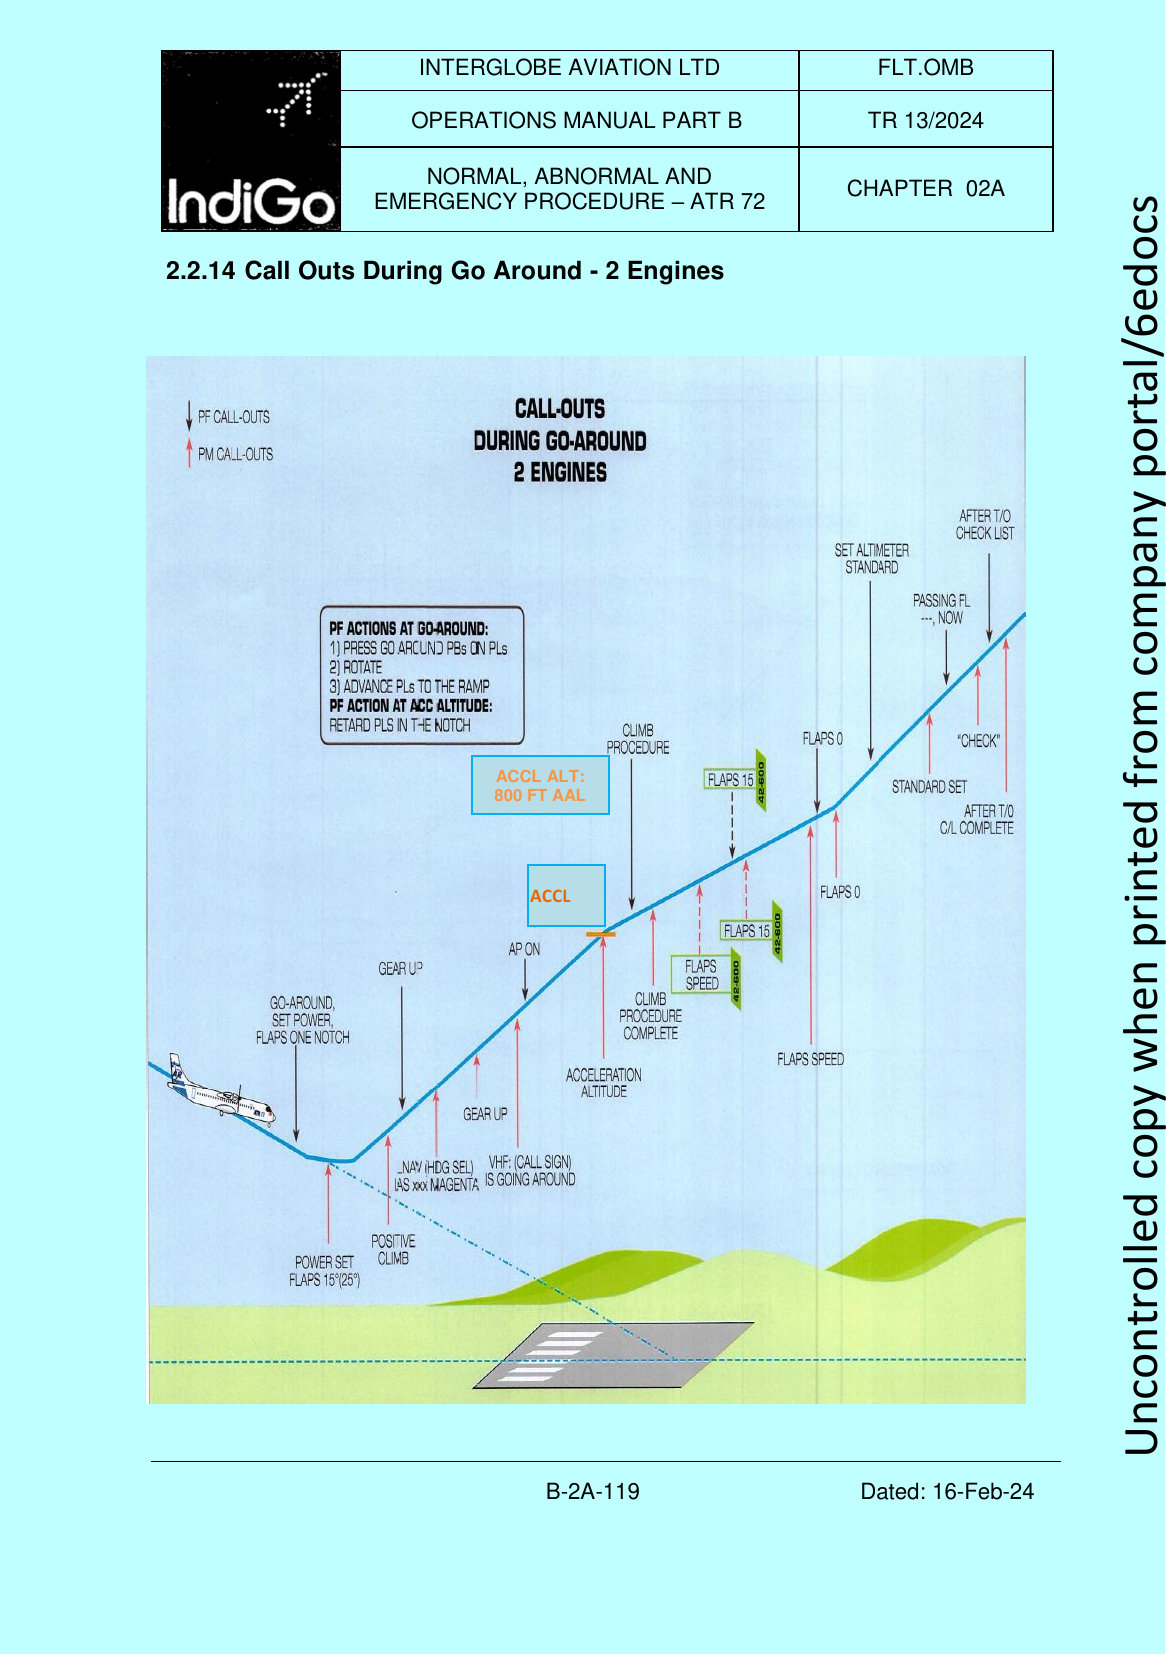 INTERGLOBE AVIATION LTD
FLT.OMB
OPERATIONS MANUAL PART B
TR 13/2024
IndiGo
NORMAL, ABNORMAL AND
EMERGENCY PROCEDURE – ATR 72
CHAPTER 02A
2.2.14 Call Outs During Go Around - 2 Engines
PF CALL-OUTS
PM CALL-OUTS
CALL-OUTS
DURING GO-AROUND
2 ENGINES
AFTER T/O
CHECK LIST
SET ALTIMETER
STANDARD
PASSING FL
---, NOW
PF ACTIONS AT GO-AROUND:
1) PRESS GO AROUND PBs ON PLs
2) ROTATE
3) ADVANCE PLs TO THE RAMP
PF ACTION AT ACC ALTITUDE:
RETARD PLS IN THE NOTCH
CLIMB
PROCEDURE
FLAPS 0
"CHECK"
ACCL ALT:
800 FT AAL
FLAPS 15
42-600
STANDARD SET
AFTER T/0
C/L COMPLETE
ACCL
FLAPS 0
FLAPS 15
42-600
AP ON
GEAR UP
FLAPS
SPEED
42-600
GO-AROUND,
SET POWER,
FLAPS ONE NOTCH
CLIMB
PROCEDURE
COMPLETE
FLAPS SPEED
ACCELERATION
ALTITUDE
GEAR UP
LNAV (HDG SEL)
IAS xxx MAGENTA
VHF: (CALL SIGN)
IS GOING AROUND
POSITIVE
CLIMB
POWER SET
FLAPS 15°(25°)
B-2A-119
Dated: 16-Feb-24
Uncontrolled copy when printed from company portal/6edocs